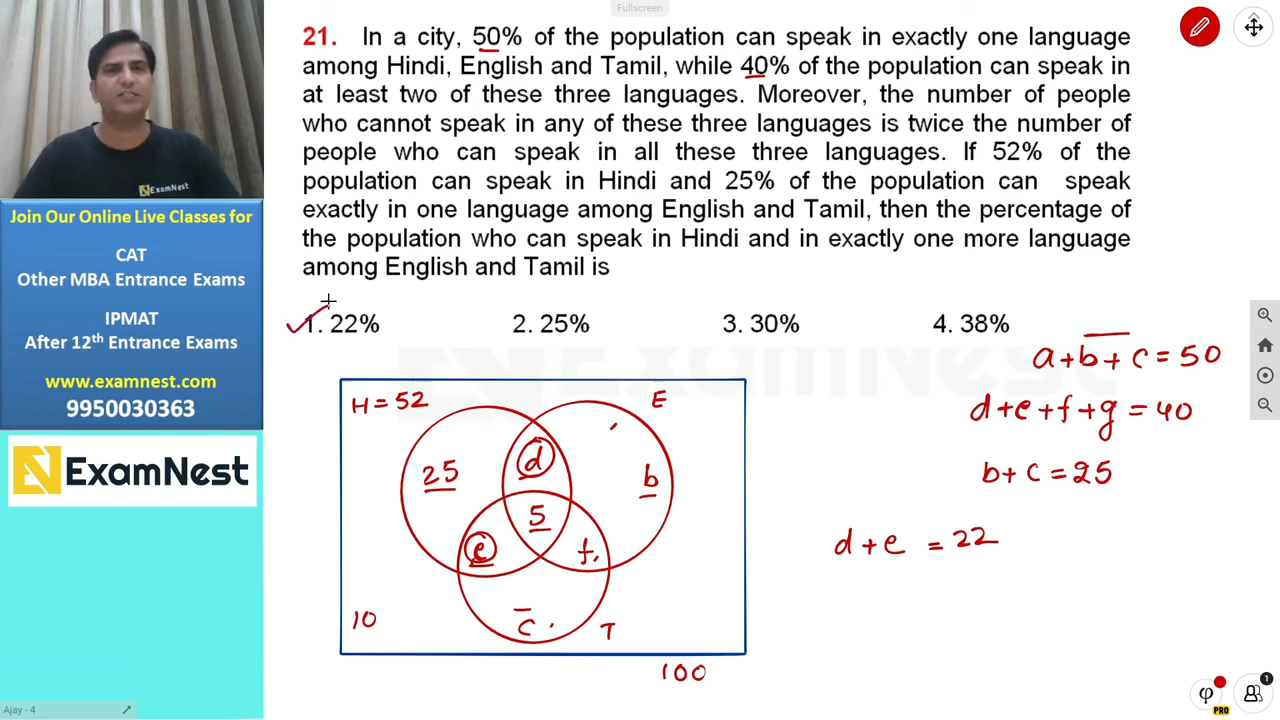 Fullscreen
21. In a city, 50% of the population can speak in exactly one language
among Hindi, English and Tamil, while 40% of the population can speak in
at least two of these three languages. Moreover, the number of people
who cannot speak in any of these three languages is twice the number of
people who can speak in all these three languages. If 52% of the
population can speak in Hindi and 25% of the population can speak
exactly in one language among English and Tamil, then the percentage of
the population who can speak in Hindi and in exactly one more language
among English and Tamil is
1. 22% 2. 25% 3. 30% 4. 38%
ExamNest
Join Our Online Live Classes for
CAT
Other MBA Entrance Exams
IPMAT
After 12th Entrance Exams
www.examnest.com
9950030363
ExamNest
a+b+c=50
d+e+f+g=40
b+c=25
d+e=22
H=52 E
25 d b
5
e f
10 c T
100
Ajay - 4
φ PRO
1